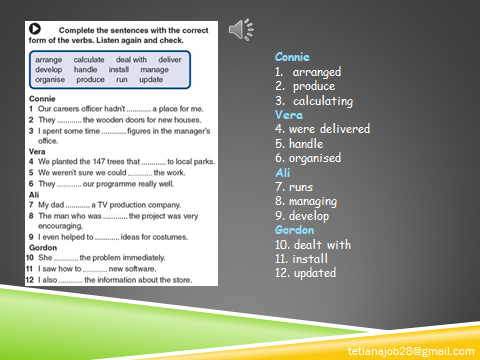 Complete the sentences with the correct
form of the verbs. Listen again and check.
arrange calculate deal with deliver
develop handle install manage
organise produce run update
Connie
1 Our careers officer hadn't ............ a place for me.
2 They ............ the wooden doors for new houses.
3 I spent some time ............ figures in the manager's
office.
Vera
4 We planted the 147 trees that ............ to local parks.
5 We weren't sure we could ............ the work.
6 They ............ our programme really well.
Ali
7 My dad ............ a TV production company.
8 The man who was ............ the project was very
encouraging.
9 I even helped to ............ ideas for costumes.
Gordon
10 She ............ the problem immediately.
11 I saw how to ............ new software.
12 I also ............ the information about the store.
Connie
1. arranged
2. produce
3. calculating
Vera
4. were delivered
5. handle
6. organised
Ali
7. runs
8. managing
9. develop
Gordon
10. dealt with
11. install
12. updated
tetianajob28@gmail.com